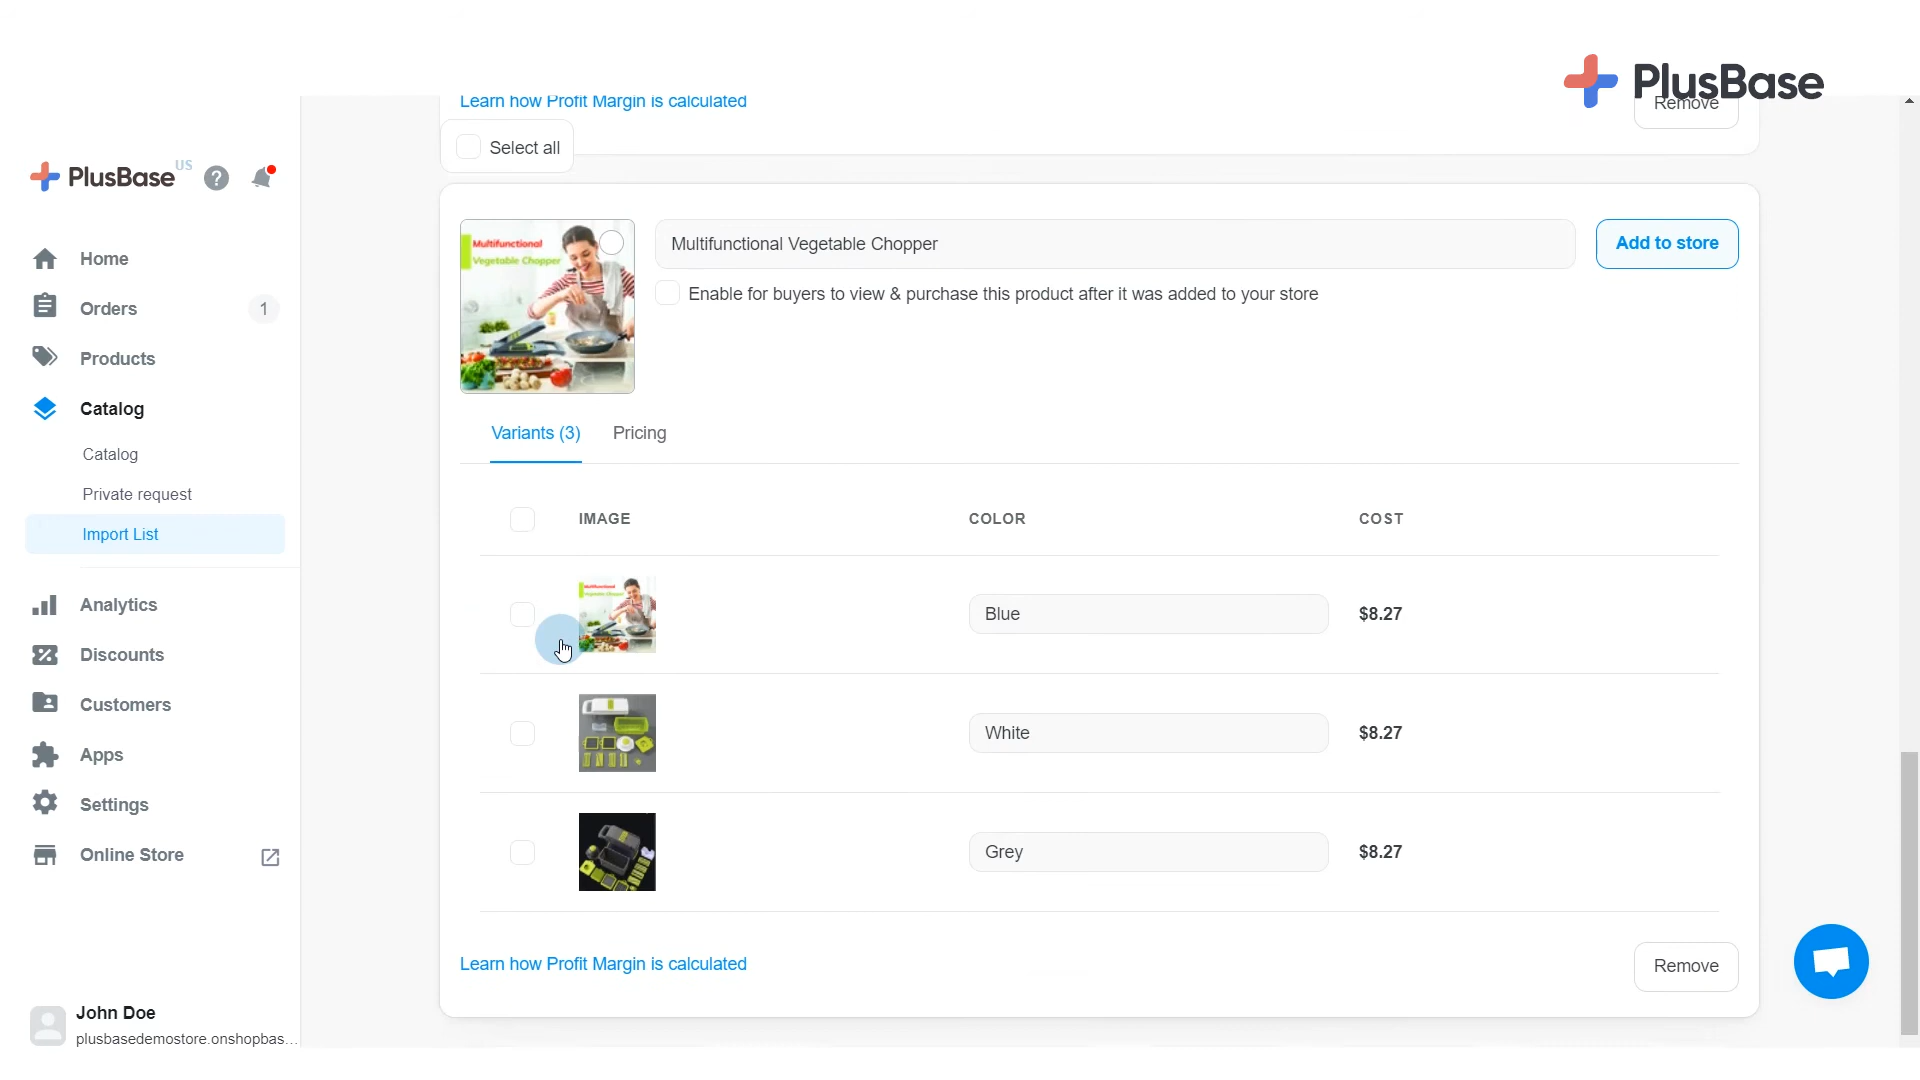 PlusBase
Learn how Profit Margin is calculated
Remove
Select all
PlusBase US
Home
Orders 1
Products
Catalog
Catalog
Private request
Import List
Analytics
Discounts
Customers
Apps
Settings
Online Store
John Doe
plusbasedemostore.onshopbas...
Multifunctional
Vegetable Chopper
Multifunctional Vegetable Chopper
Add to store
Enable for buyers to view & purchase this product after it was added to your store
Variants (3) Pricing
IMAGE COLOR COST
Multifunctional
Vegetable Chopper
Blue $8.27
White $8.27
Grey $8.27
Learn how Profit Margin is calculated
Remove